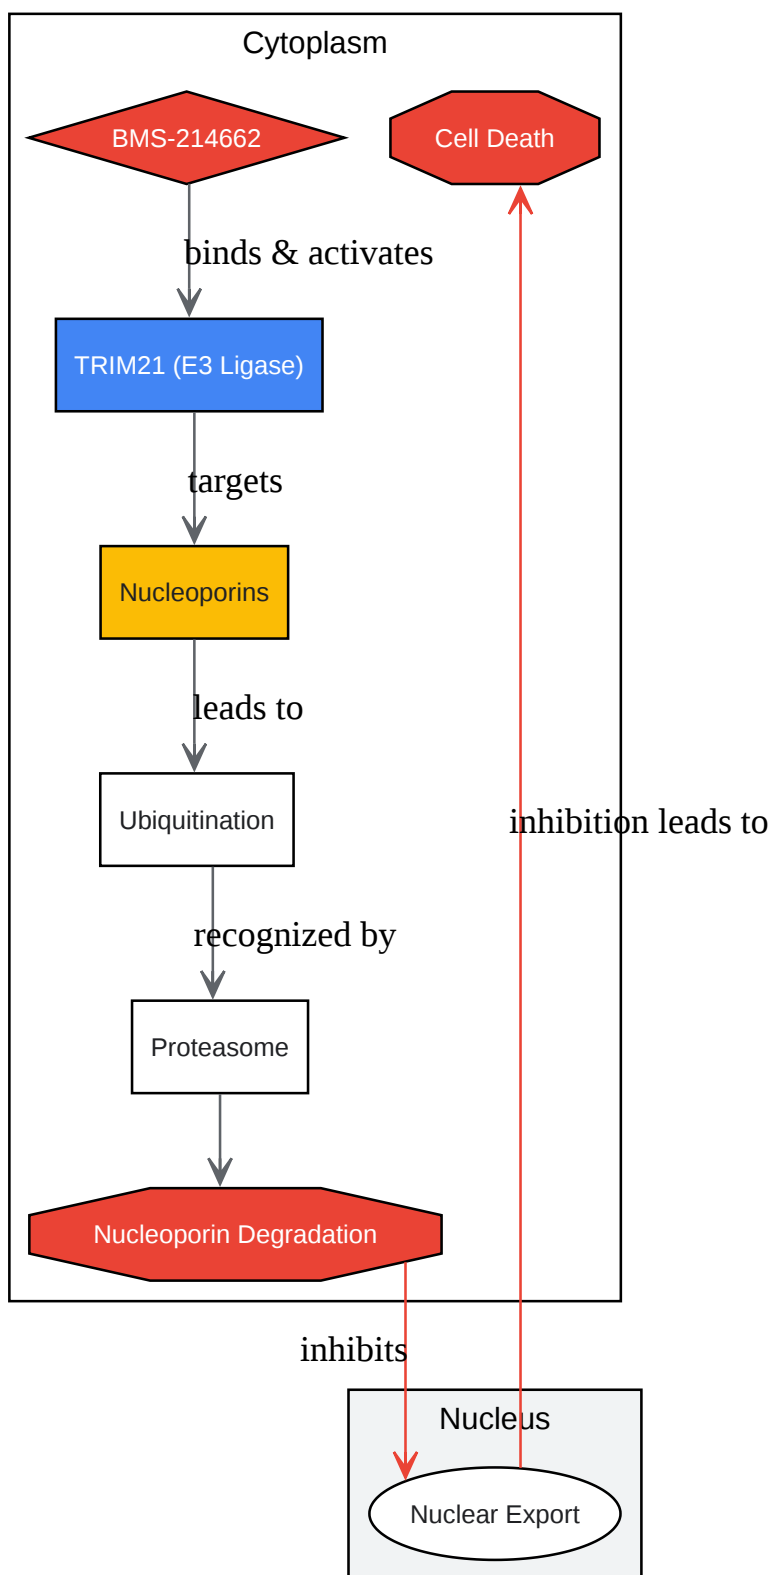 Cytoplasm
BMS-214662
Cell Death
binds & activates
TRIM21 (E3 Ligase)
targets
Nucleoporins
leads to
Ubiquitination
inhibition leads to
recognized by
Proteasome
Nucleoporin Degradation
inhibits
Nucleus
Nuclear Export